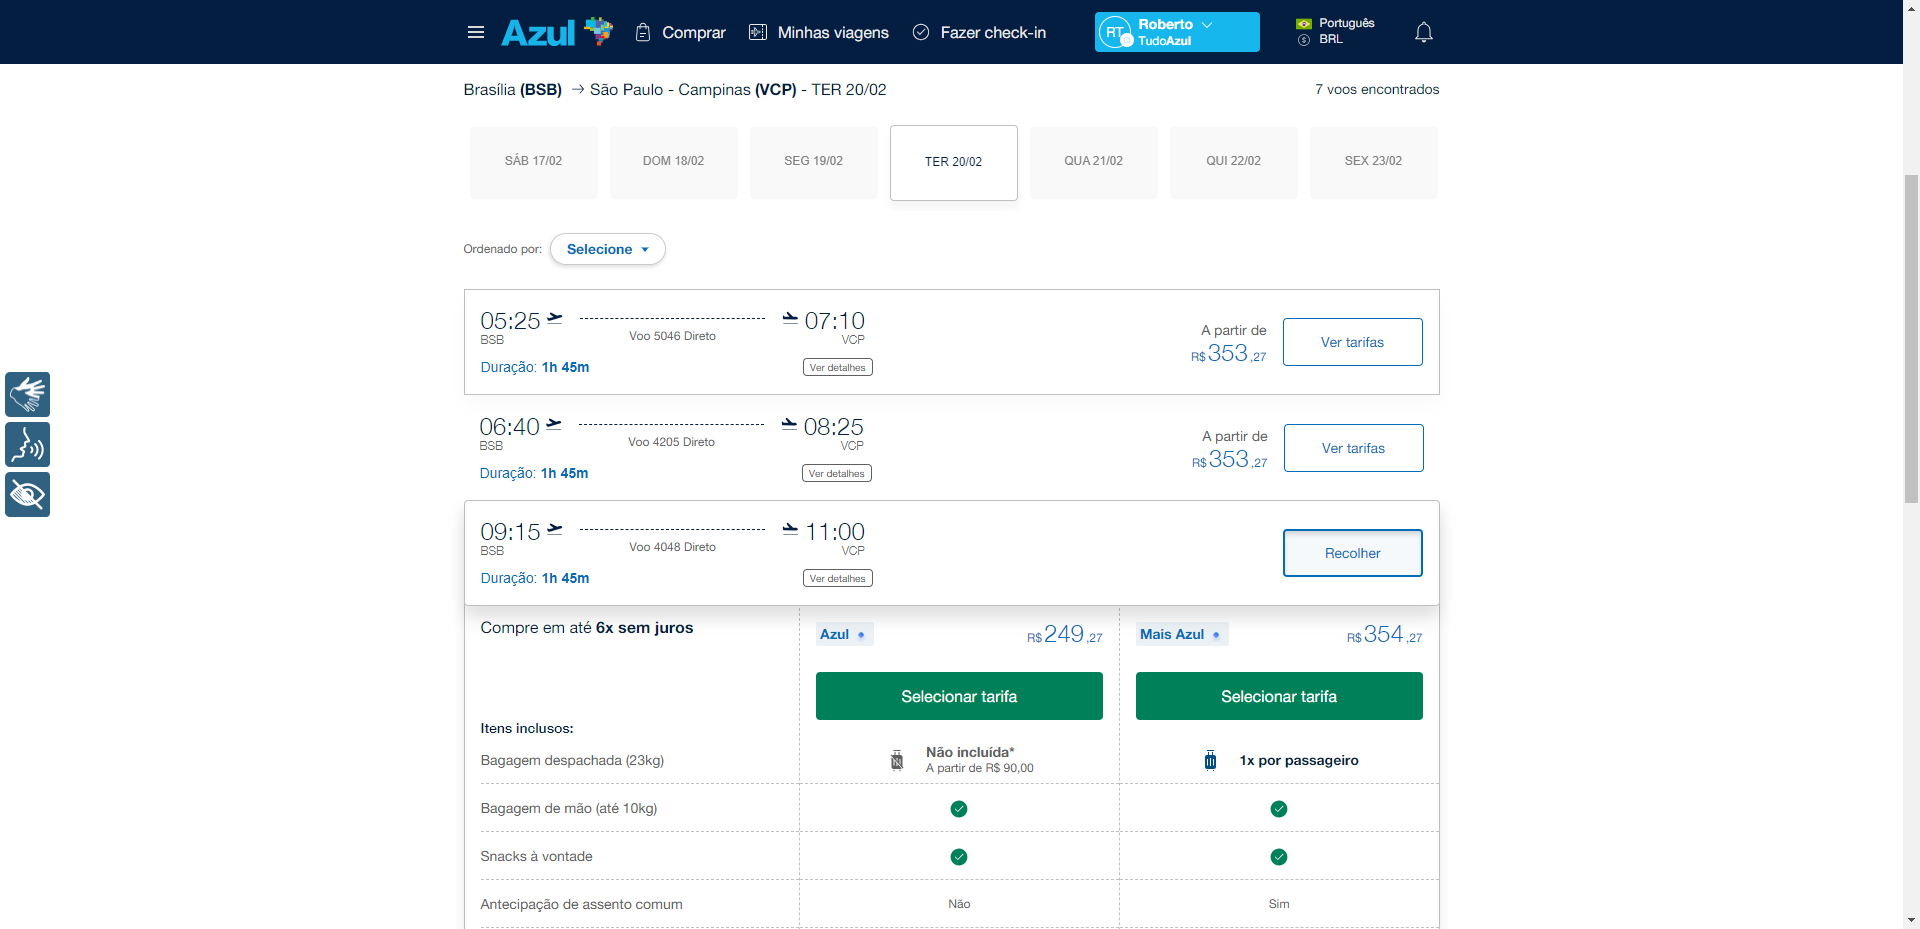 Azul
Comprar
Minhas viagens
Fazer check-in
RT
Roberto
TudoAzul
Português
BRL
Brasília (BSB) → São Paulo - Campinas (VCP) - TER 20/02
7 voos encontrados
SÁB 17/02
DOM 18/02
SEG 19/02
TER 20/02
QUA 21/02
QUI 22/02
SEX 23/02
Ordenado por:
Selecione
05:25
07:10
BSB
Voo 5046 Direto
VCP
Duração: 1h 45m
Ver detalhes
A partir de
R$353,27
Ver tarifas
06:40
08:25
BSB
Voo 4205 Direto
VCP
Duração: 1h 45m
Ver detalhes
A partir de
R$353,27
Ver tarifas
09:15
11:00
BSB
Voo 4048 Direto
VCP
Duração: 1h 45m
Ver detalhes
Recolher
Compre em até 6x sem juros
Azul
R$249,27
Mais Azul
R$354,27
Selecionar tarifa
Selecionar tarifa
Itens inclusos:
Bagagem despachada (23kg)
Não incluída*
A partir de R$ 90,00
1x por passageiro
Bagagem de mão (até 10kg)
Snacks à vontade
Antecipação de assento comum
Não
Sim